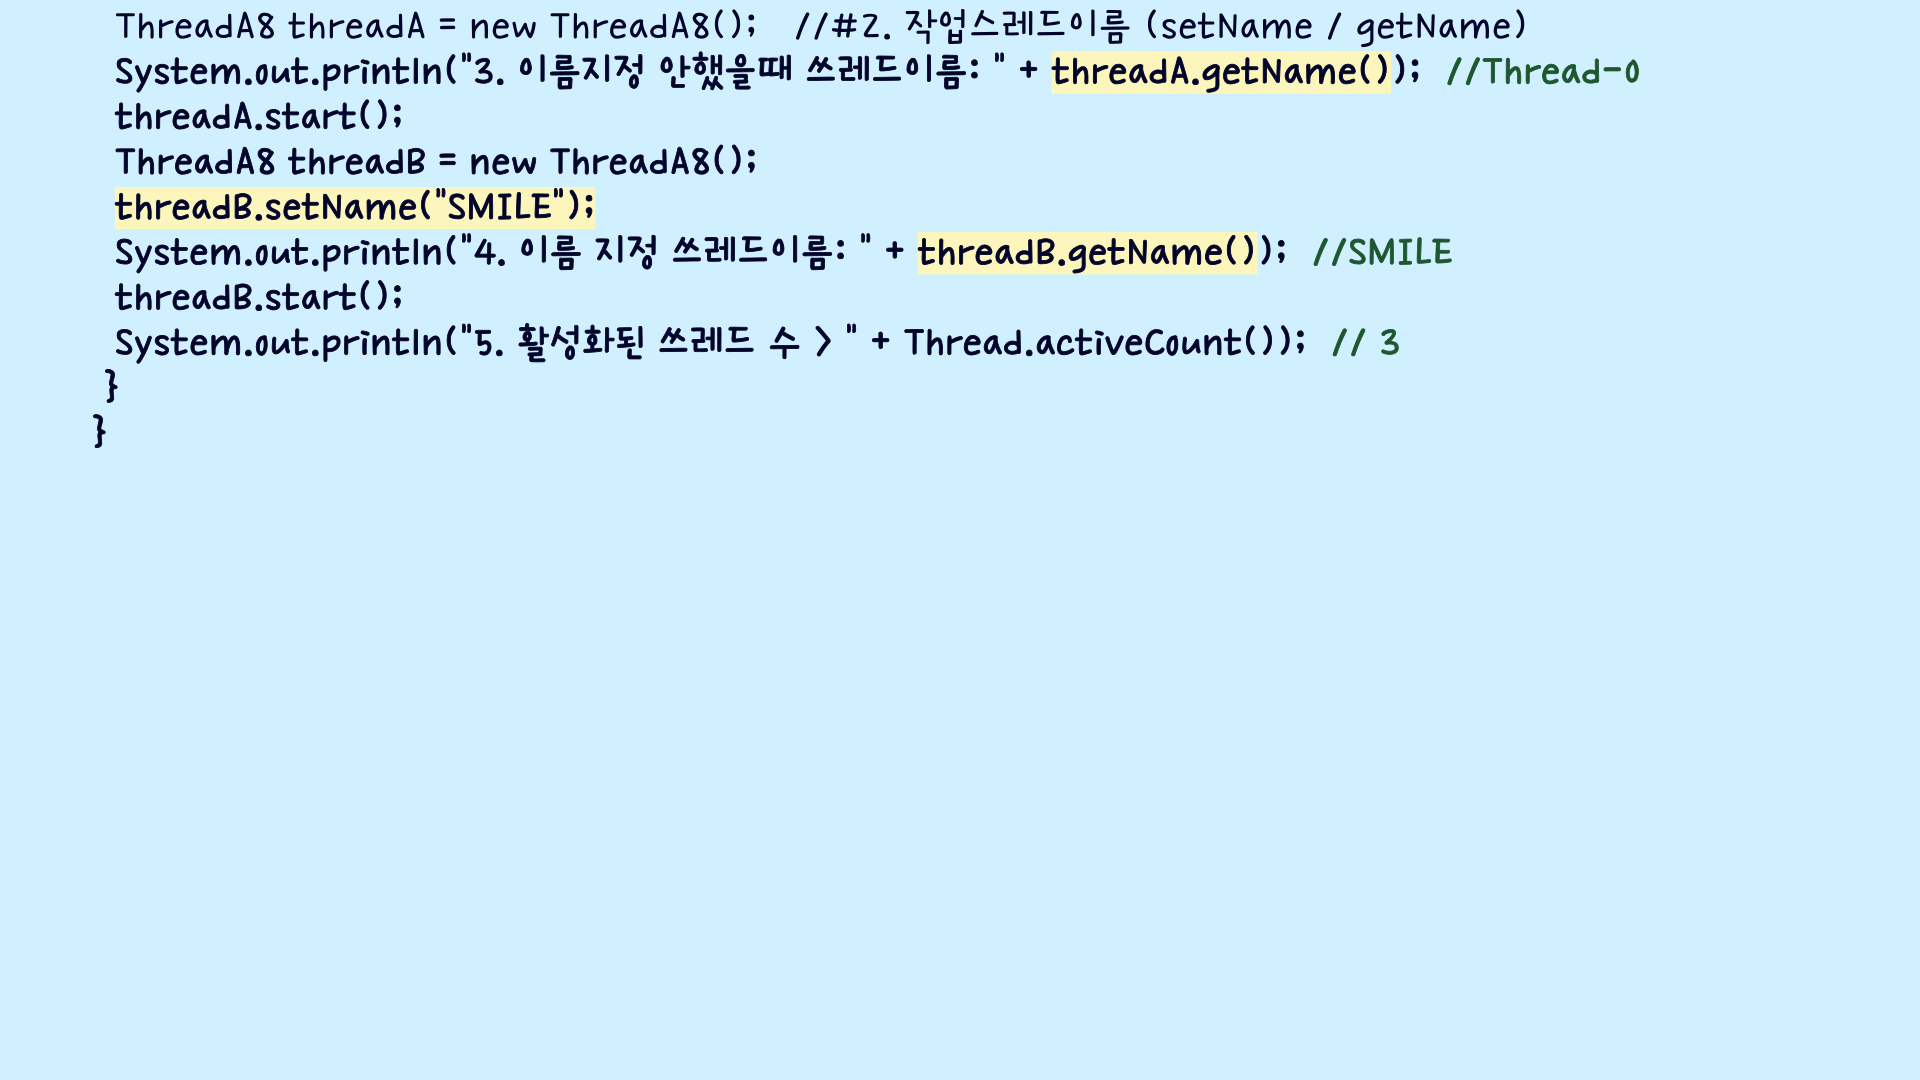 ThreadA8 threadA = new ThreadA8();  //#2. 작업스레드이름 (setName / getName)
System.out.println("3. 이름지정 안했을때 쓰레드이름: " + threadA.getName());  //Thread-0
threadA.start();
ThreadA8 threadB = new ThreadA8();
threadB.setName("SMILE");
System.out.println("4. 이름 지정 쓰레드이름: " + threadB.getName());  //SMILE
threadB.start();
System.out.println("5. 활성화된 쓰레드 수 > " + Thread.activeCount());  // 3
}
}